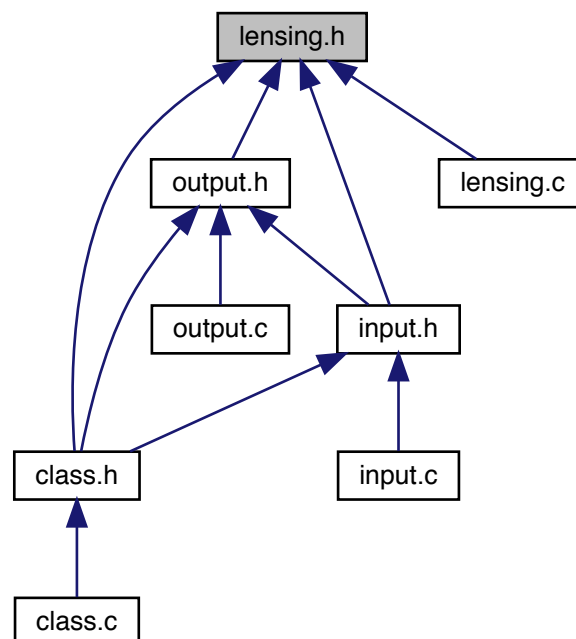 lensing.h
output.h
lensing.c
output.c
input.h
class.h
input.c
class.c